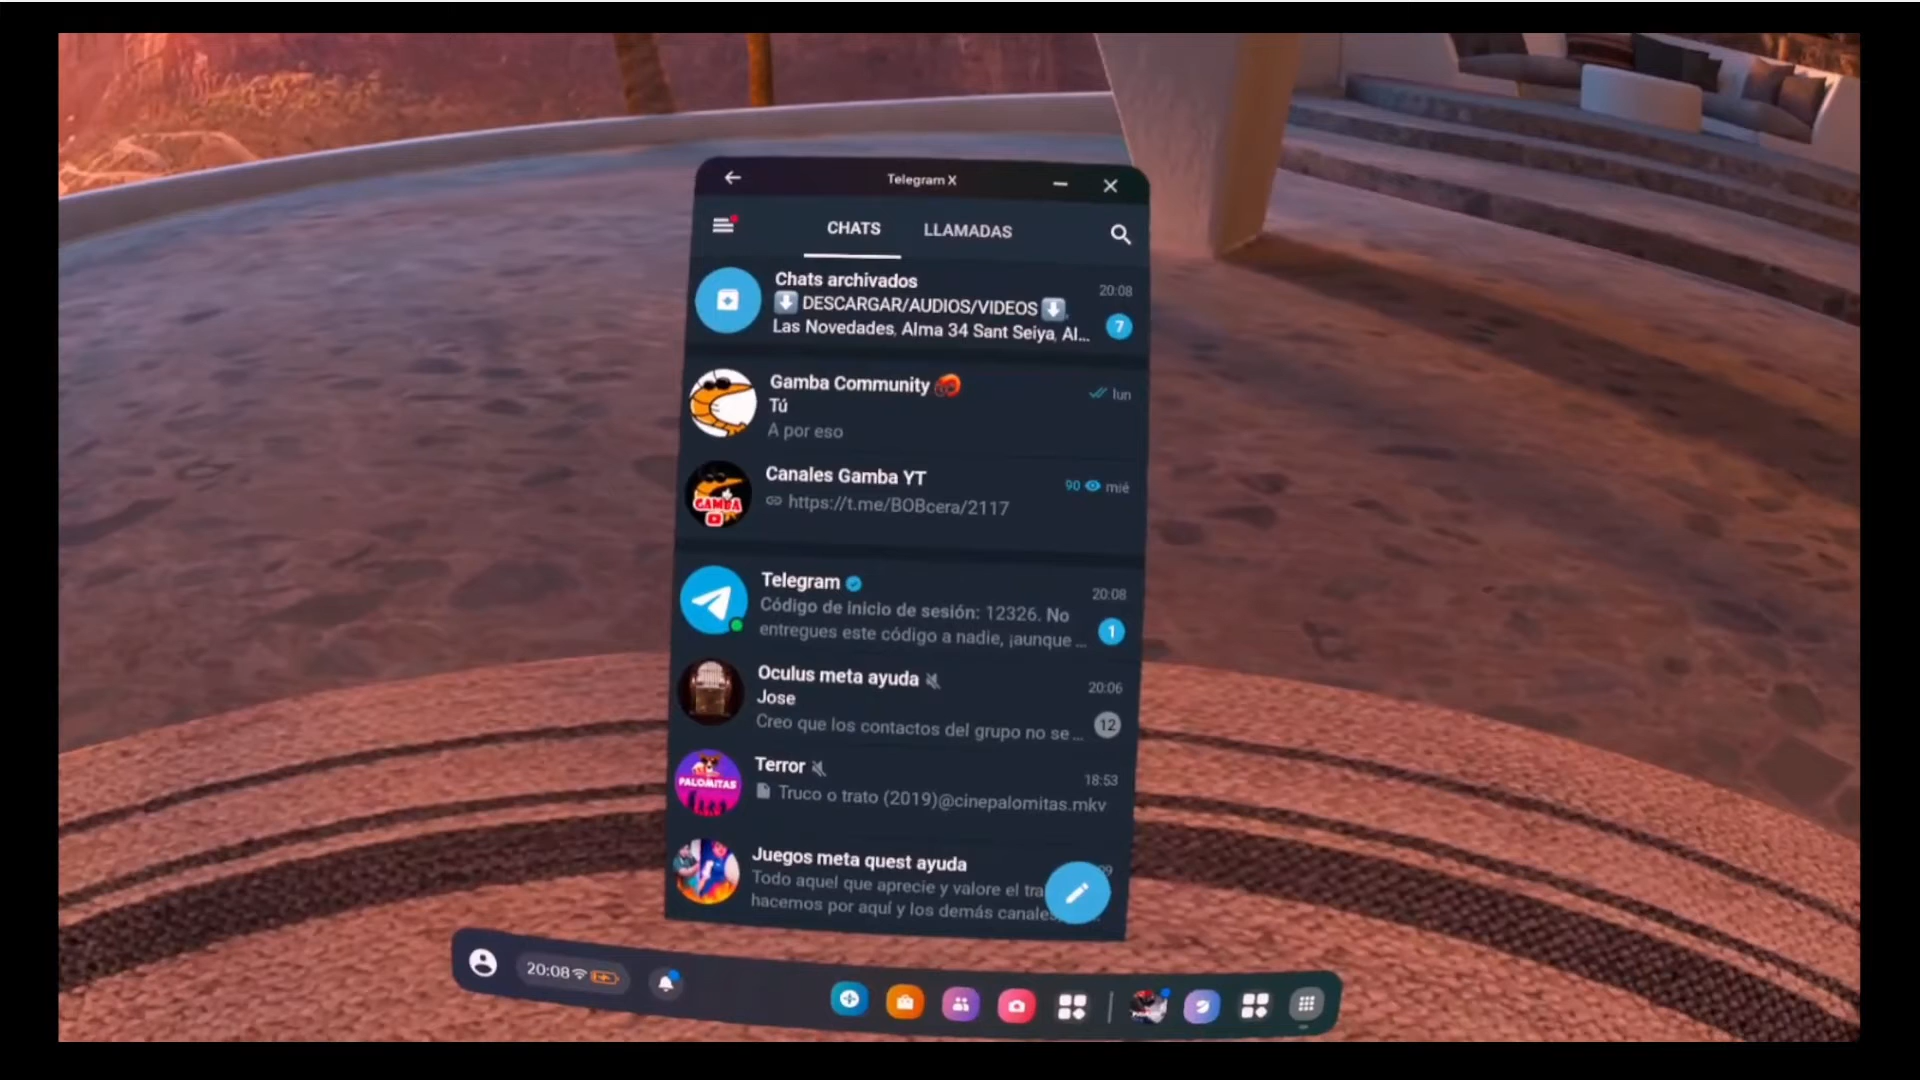 Telegram X
CHATS
LLAMADAS
Chats archivados
20:08
⬇️ DESCARGAR/AUDIOS/VIDEOS ⬇️,
Las Novedades, Alma 34 Sant Seiya, Al...
7
Gamba Community
lun
Tú
A por eso
Canales Gamba YT
90 mié
https://t.me/BOBcera/2117
GAMBA
Telegram
20:08
Código de inicio de sesión: 12326. No
entregues este código a nadie, ¡aunque ...
1
Oculus meta ayuda
20:06
Jose
Creo que los contactos del grupo no se ...
12
Terror
18:53
PALOMITAS
Truco o trato (2019)@cinepalomitas.mkv
Juegos meta quest ayuda
Todo aquel que aprecie y valore el tra
hacemos por aquí y los demás canales
20:08